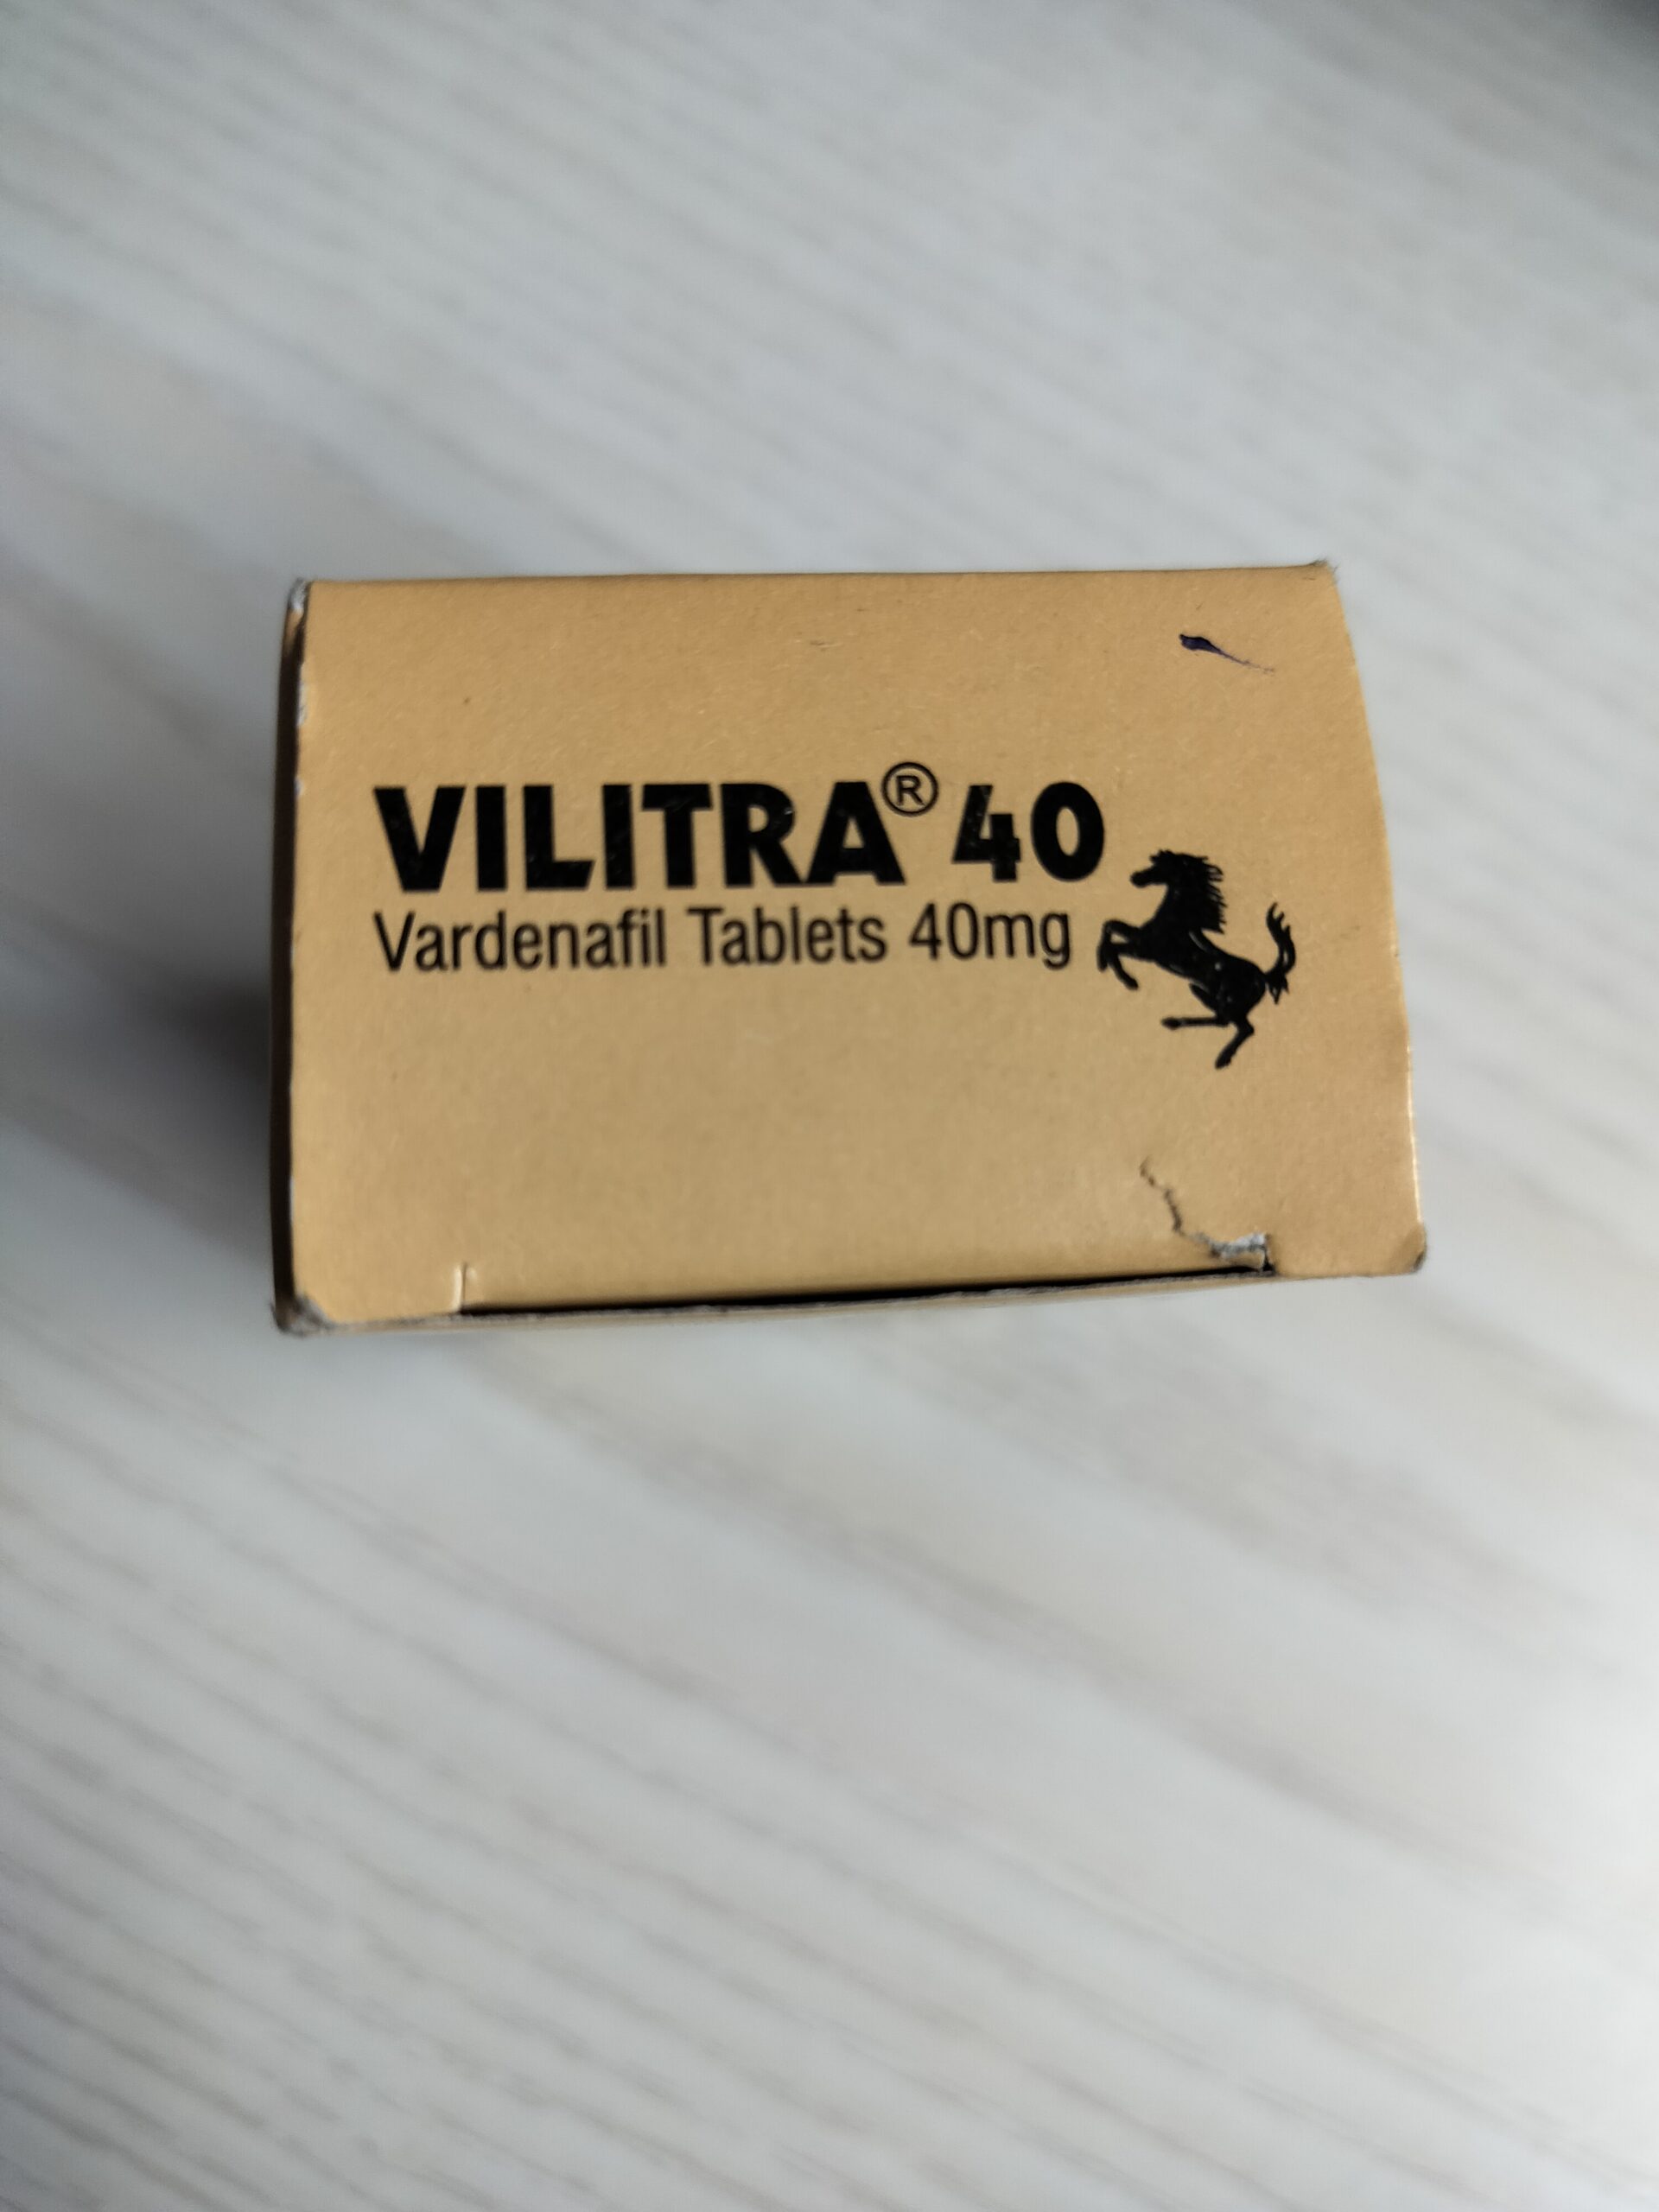 VILITRA® 40
Vardenafil Tablets 40mg